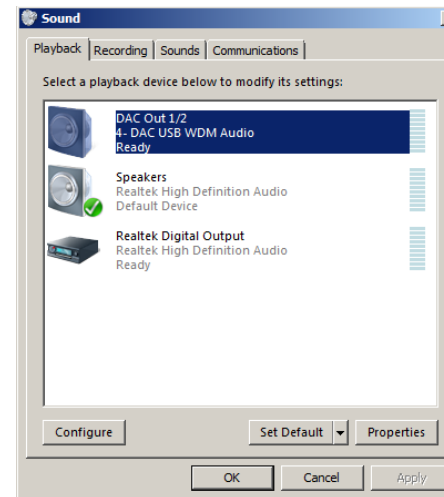 Sound
Playback Recording Sounds Communications
Select a playback device below to modify its settings:
DAC Out 1/2
4- DAC USB WDM Audio
Ready
Speakers
Realtek High Definition Audio
Default Device
Realtek Digital Output
Realtek High Definition Audio
Ready
Configure Set Default Properties
OK Cancel Apply